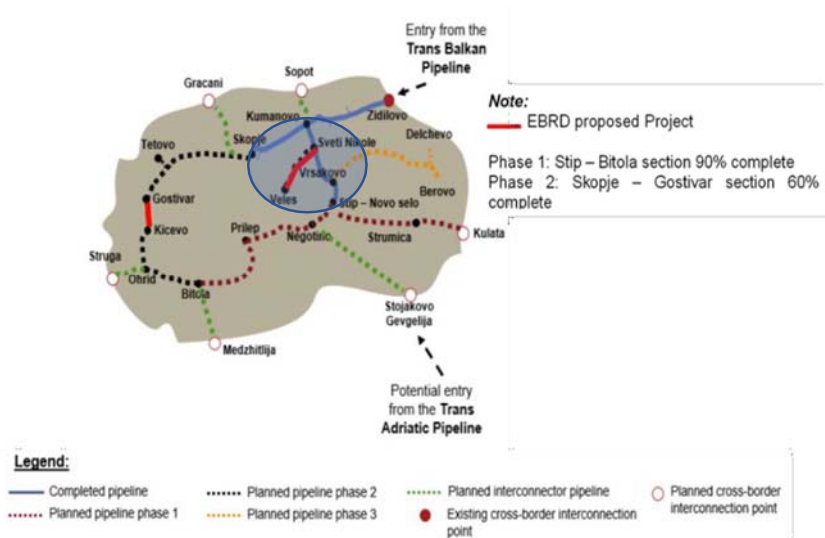 Entry from the
Trans Balkan
Pipeline
Sopot
Gracani
Kumanovo
Zidilovo
Note:
EBRD proposed Project
Skopje
Sveti Nikole
Delchevo
Tetovo
Phase 1: Stip – Bitola section 90% complete
Vrsakovo
Phase 2: Skopje – Gostivar section 60%
complete
Veles
Berovo
Gostivar
Stip – Novo selo
Kicevo
Prilep
Negotino
Strumica
Kulata
Struga
Ohrid
Bitola
Stojakovo
Gevgelija
Medzhitlija
Potential entry
from the Trans
Adriatic Pipeline
Legend:
Completed pipeline
Planned pipeline phase 2
Planned interconnector pipeline
Planned cross-border
interconnection point
Planned pipeline phase 1
Planned pipeline phase 3
Existing cross-border interconnection
point